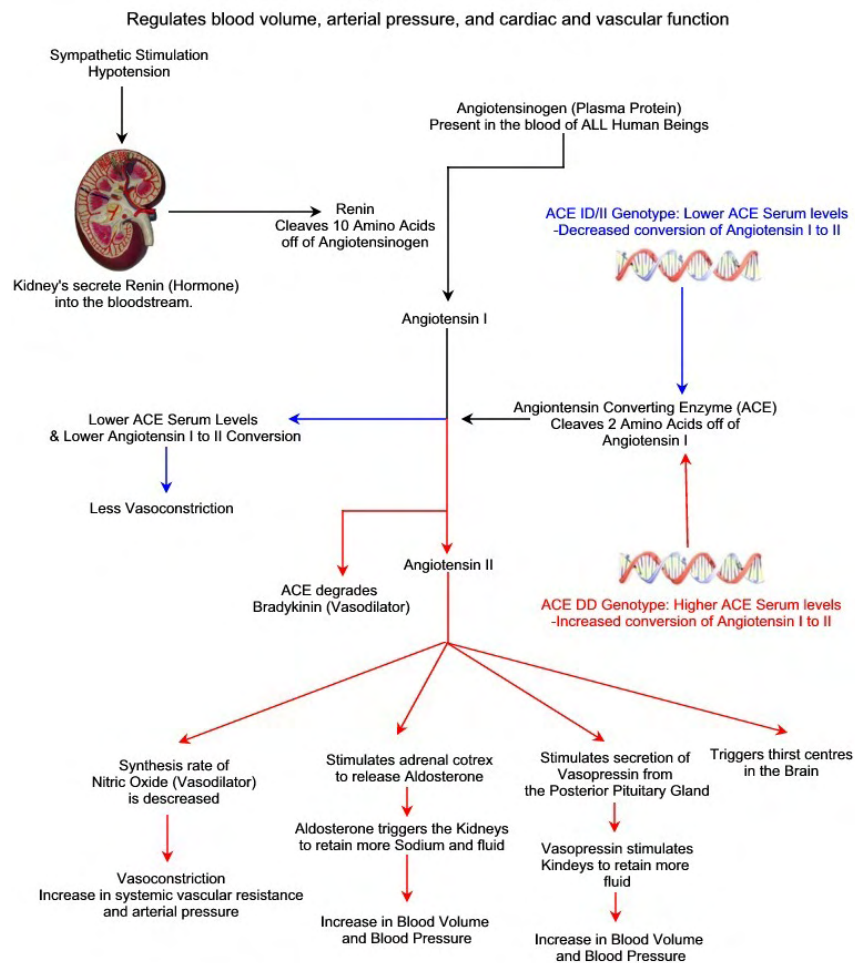 Regulates blood volume, arterial pressure, and cardiac and vascular function
Sympathetic Stimulation
Hypotension
Angiotensinogen (Plasma Protein)
Present in the blood of ALL Human Beings
Renin
Cleaves 10 Amino Acids
off of Angiotensinogen
ACE ID/II Genotype: Lower ACE Serum levels
-Decreased conversion of Angiotensin I to II
Kidney's secrete Renin (Hormone)
into the bloodstream.
Angiotensin I
Lower ACE Serum Levels
& Lower Angiotensin I to II Conversion
Angiontensin Converting Enzyme (ACE)
Cleaves 2 Amino Acids off of
Angiotensin I
Less Vasoconstriction
Angiotensin II
ACE degrades
Bradykinin (Vasodilator)
ACE DD Genotype: Higher ACE Serum levels
-Increased conversion of Angiotensin I to II
Synthesis rate of
Nitric Oxide (Vasodilator)
is descreased
Vasoconstriction
Increase in systemic vascular resistance
and arterial pressure
Stimulates adrenal cotrex
to release Aldosterone
Aldosterone triggers the Kidneys
to retain more Sodium and fluid
Increase in Blood Volume
and Blood Pressure
Stimulates secretion of
Vasopressin from
the Posterior Pituitary Gland
Vasopressin stimulates
Kindeys to retain more
fluid
Increase in Blood Volume
and Blood Pressure
Triggers thirst centres
in the Brain